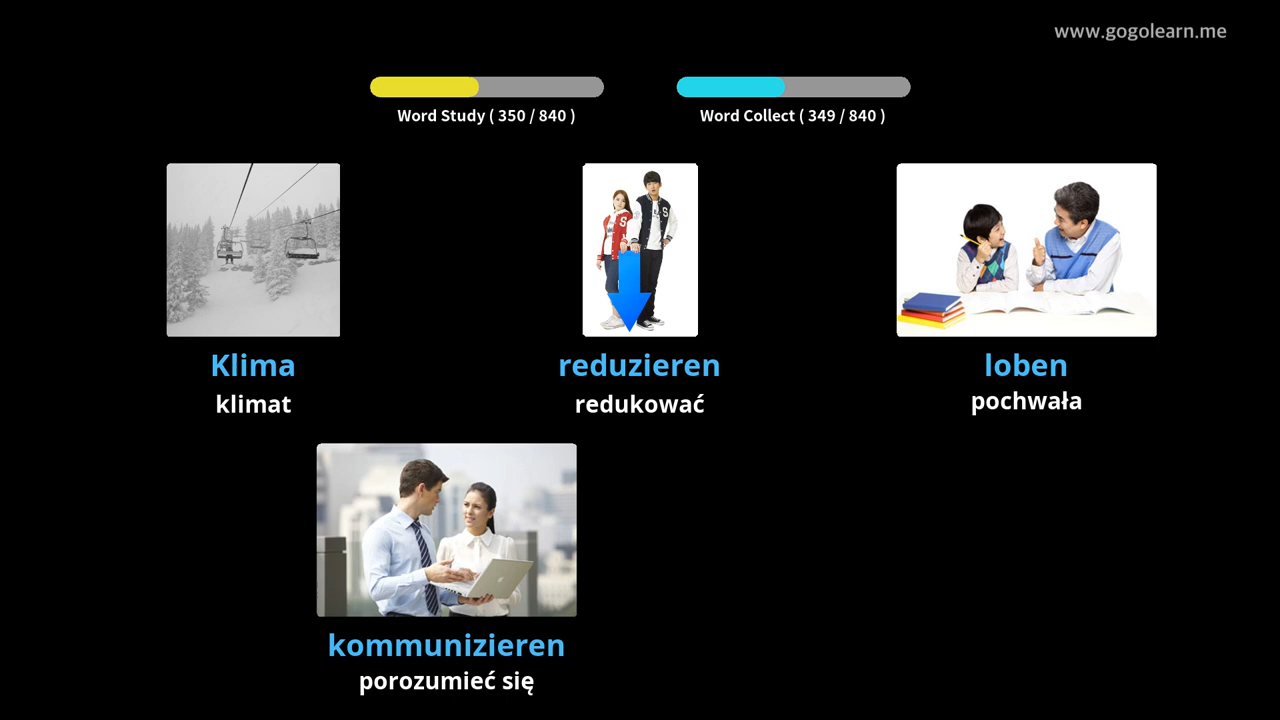 www.gogolearn.me
Word Study ( 350 / 840 )
Word Collect ( 349 / 840 )
S
S
Klima
klimat
reduzieren
redukować
loben
pochwała
kommunizieren
porozumieć się